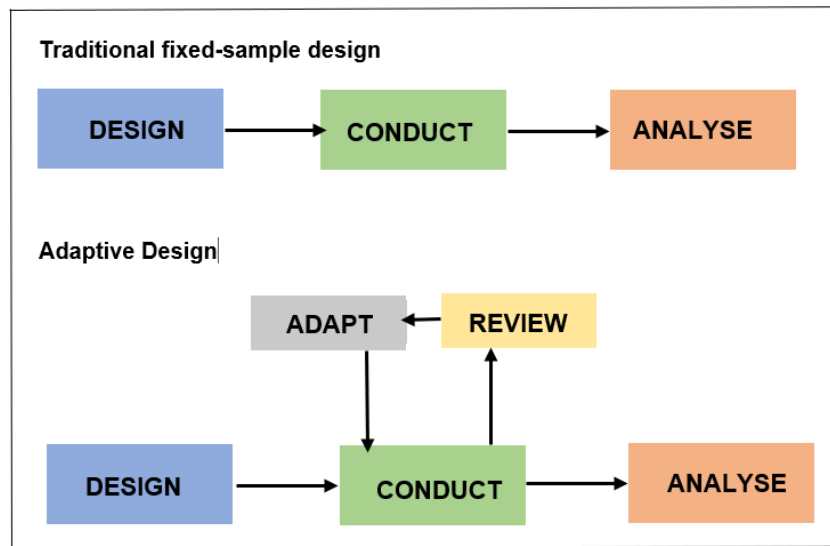 Traditional fixed-sample design
DESIGN
CONDUCT
ANALYSE
Adaptive Design
ADAPT
REVIEW
DESIGN
CONDUCT
ANALYSE